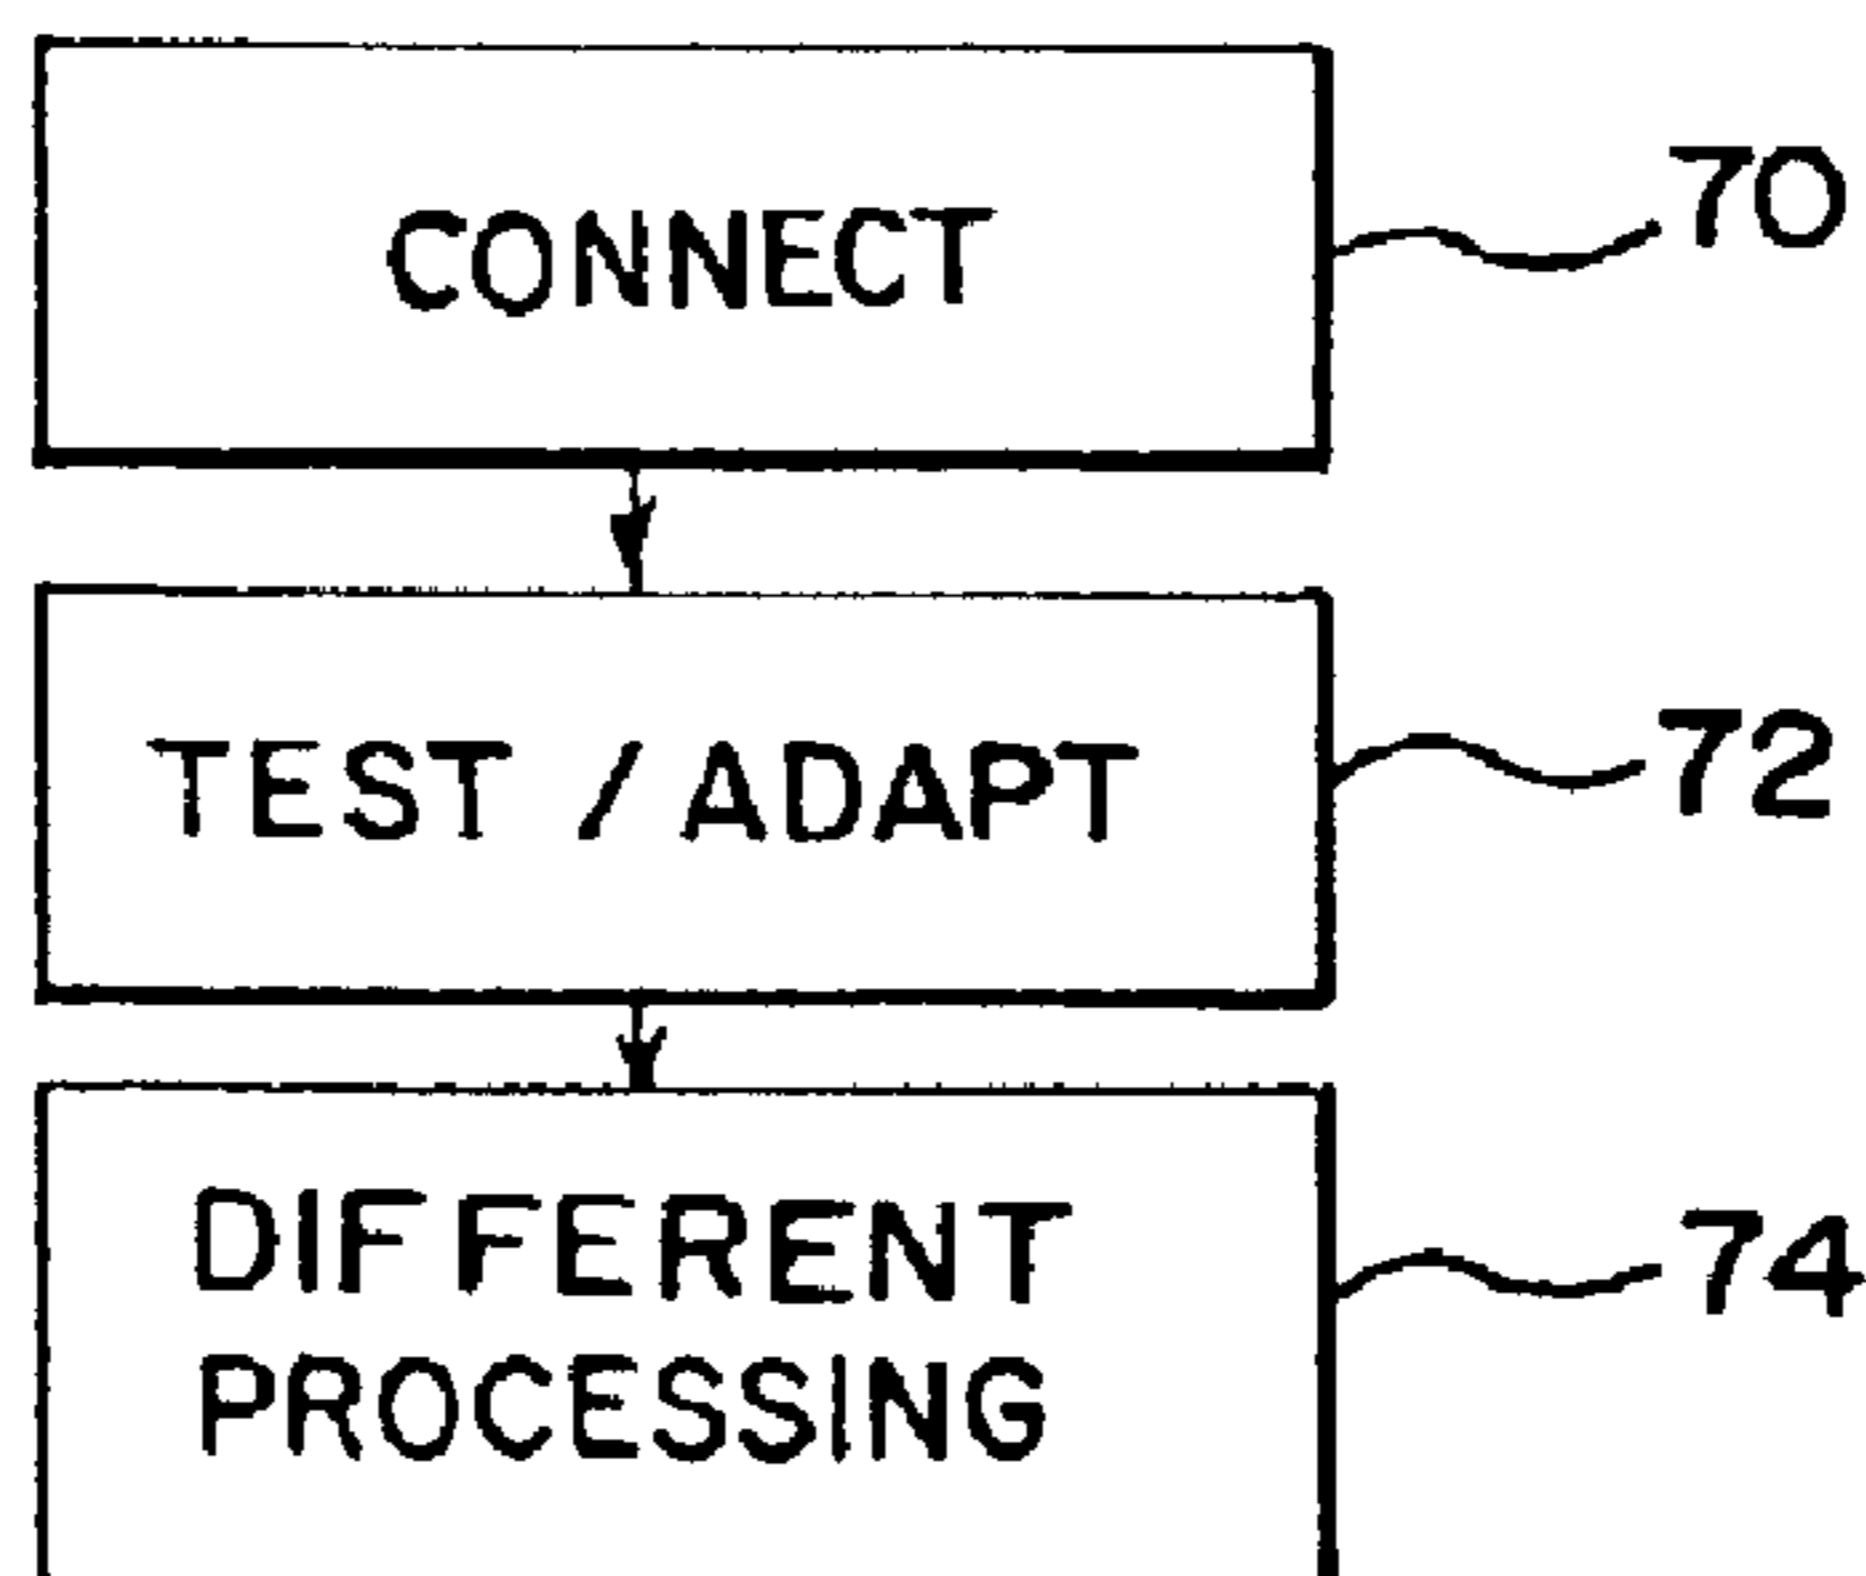 CONNECT
70
TEST / ADAPT
72
DIFFERENT
PROCESSING
74